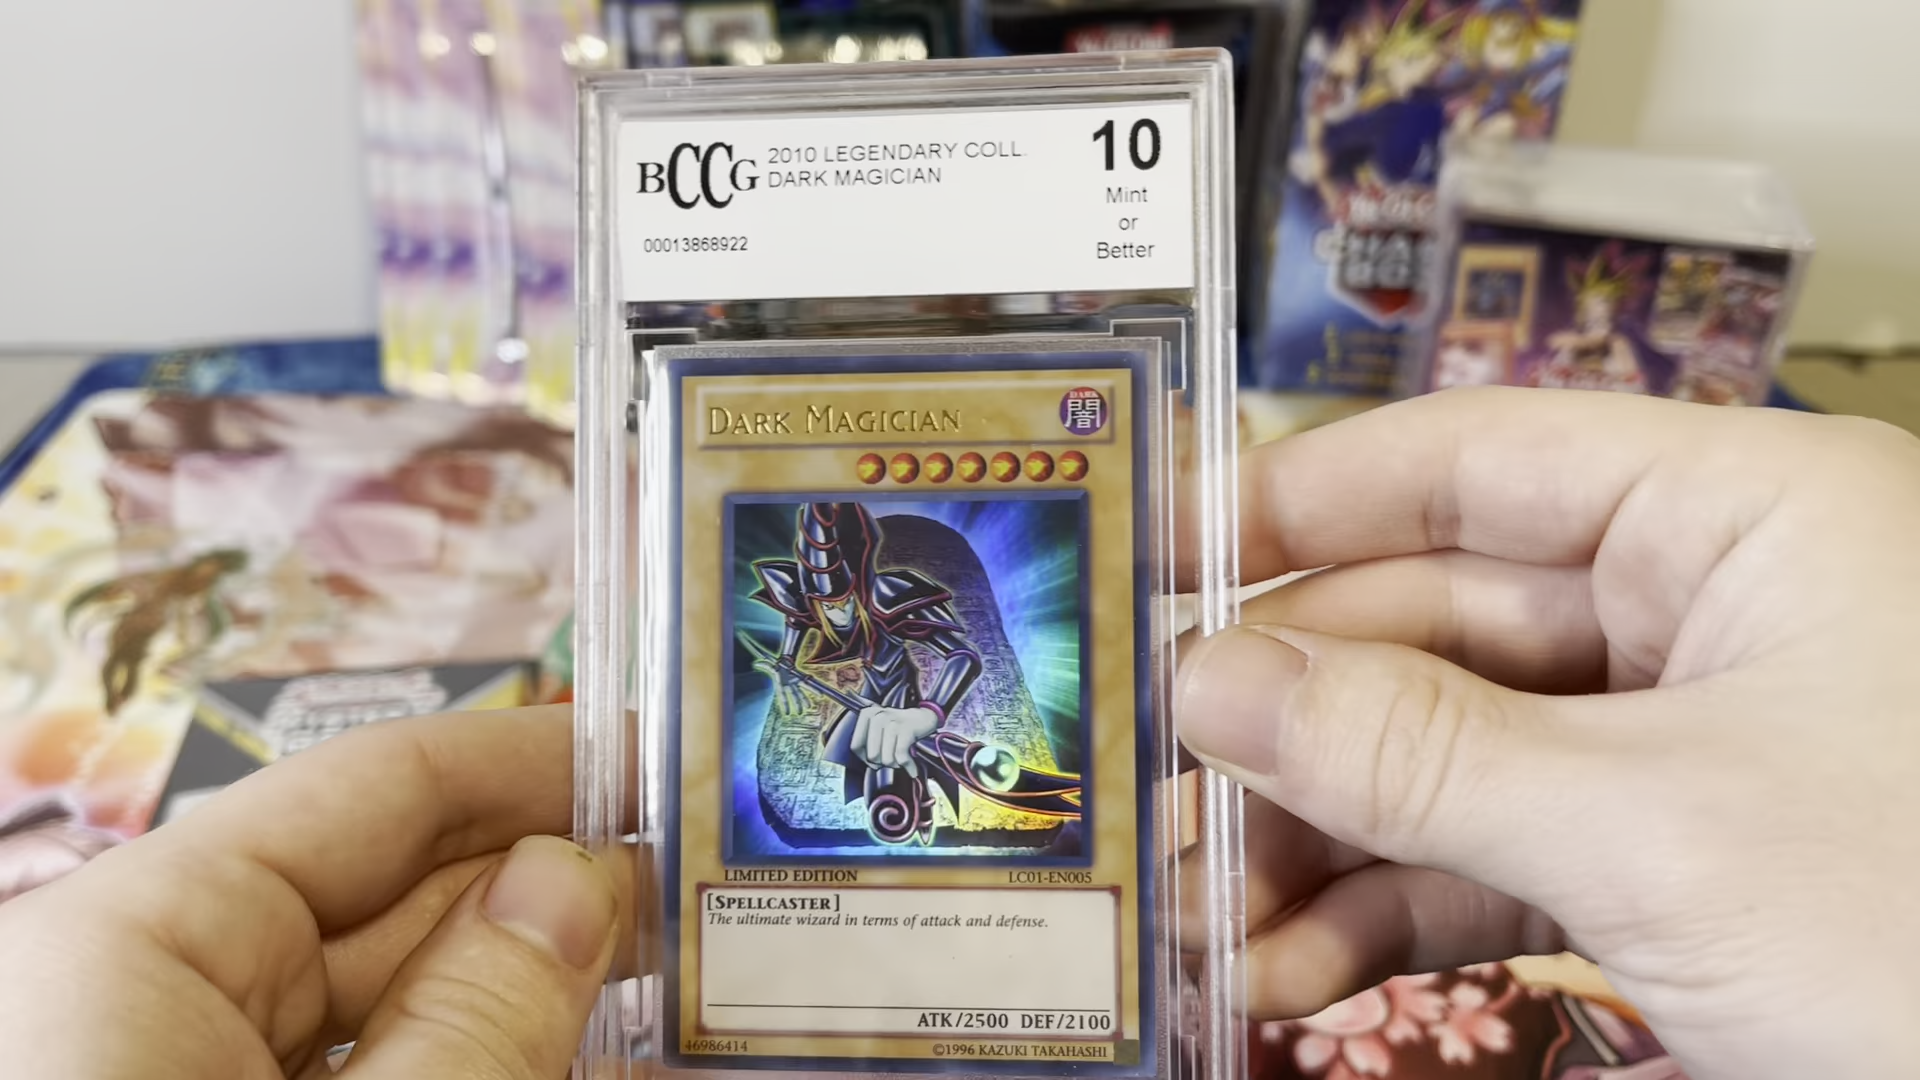 BCCG
2010 LEGENDARY COLL.
DARK MAGICIAN
00013868922
10
Mint
or
Better
DARK MAGICIAN
DARK
闇
LIMITED EDITION
LC01-EN005
[SPELLCASTER]
The ultimate wizard in terms of attack and defense.
ATK/2500 DEF/2100
46986414
©1996 KAZUKI TAKAHASHI